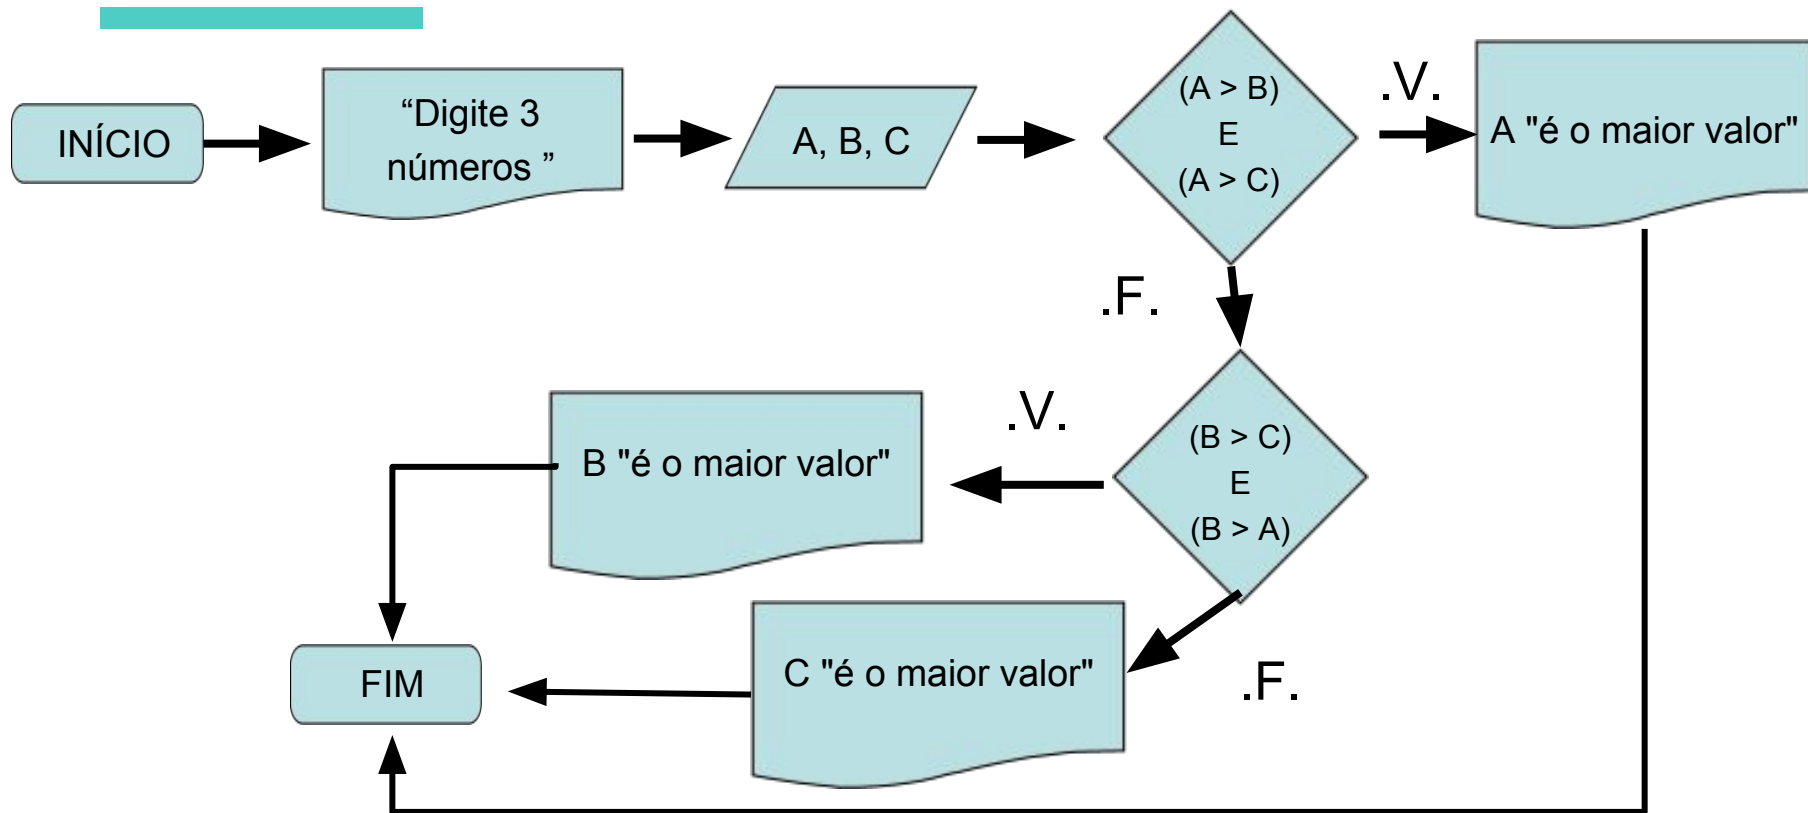 INÍCIO
“Digite 3
números ”
A, B, C
(A > B)
E
(A > C)
.V.
A "é o maior valor"
.F.
(B > C)
E
(B > A)
.V.
B "é o maior valor"
.F.
C "é o maior valor"
FIM